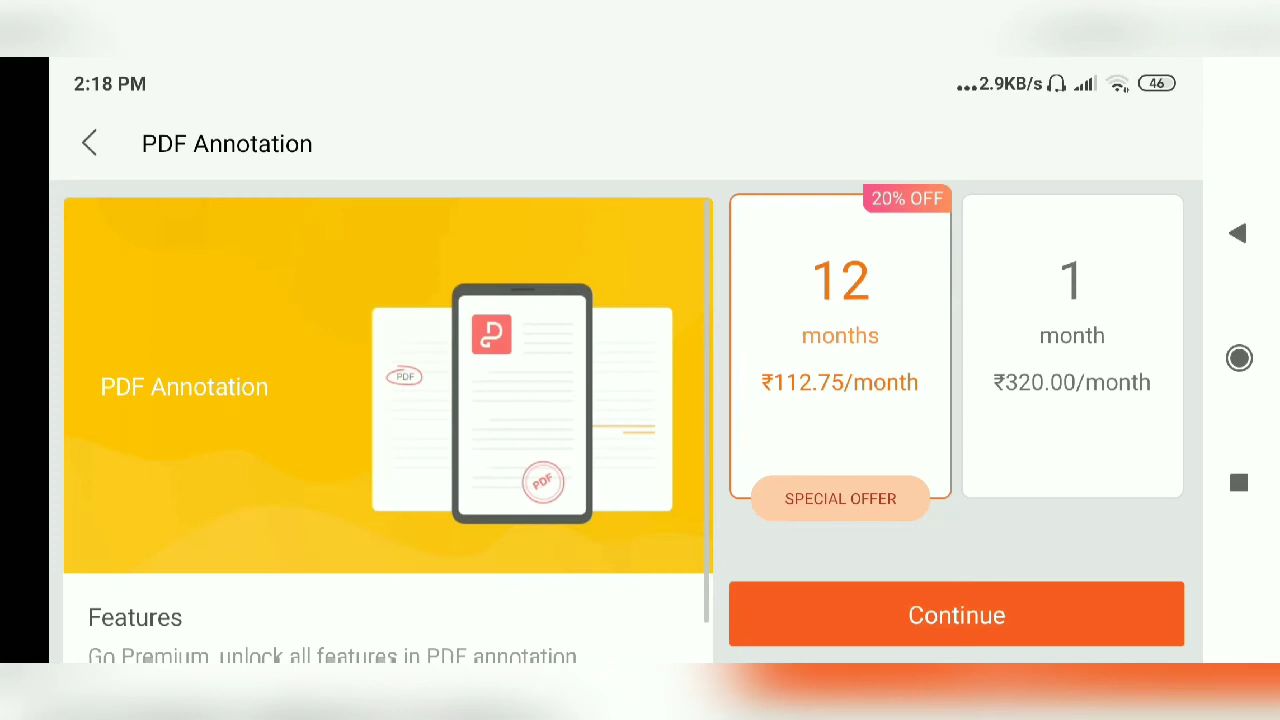 2:18 PM
...2.9KB/s
46
PDF Annotation
PDF Annotation
PDF
PDF
20% OFF
12
months
₹112.75/month
SPECIAL OFFER
1
month
₹320.00/month
Continue
Features
Go Premium, unlock all features in PDF annotation